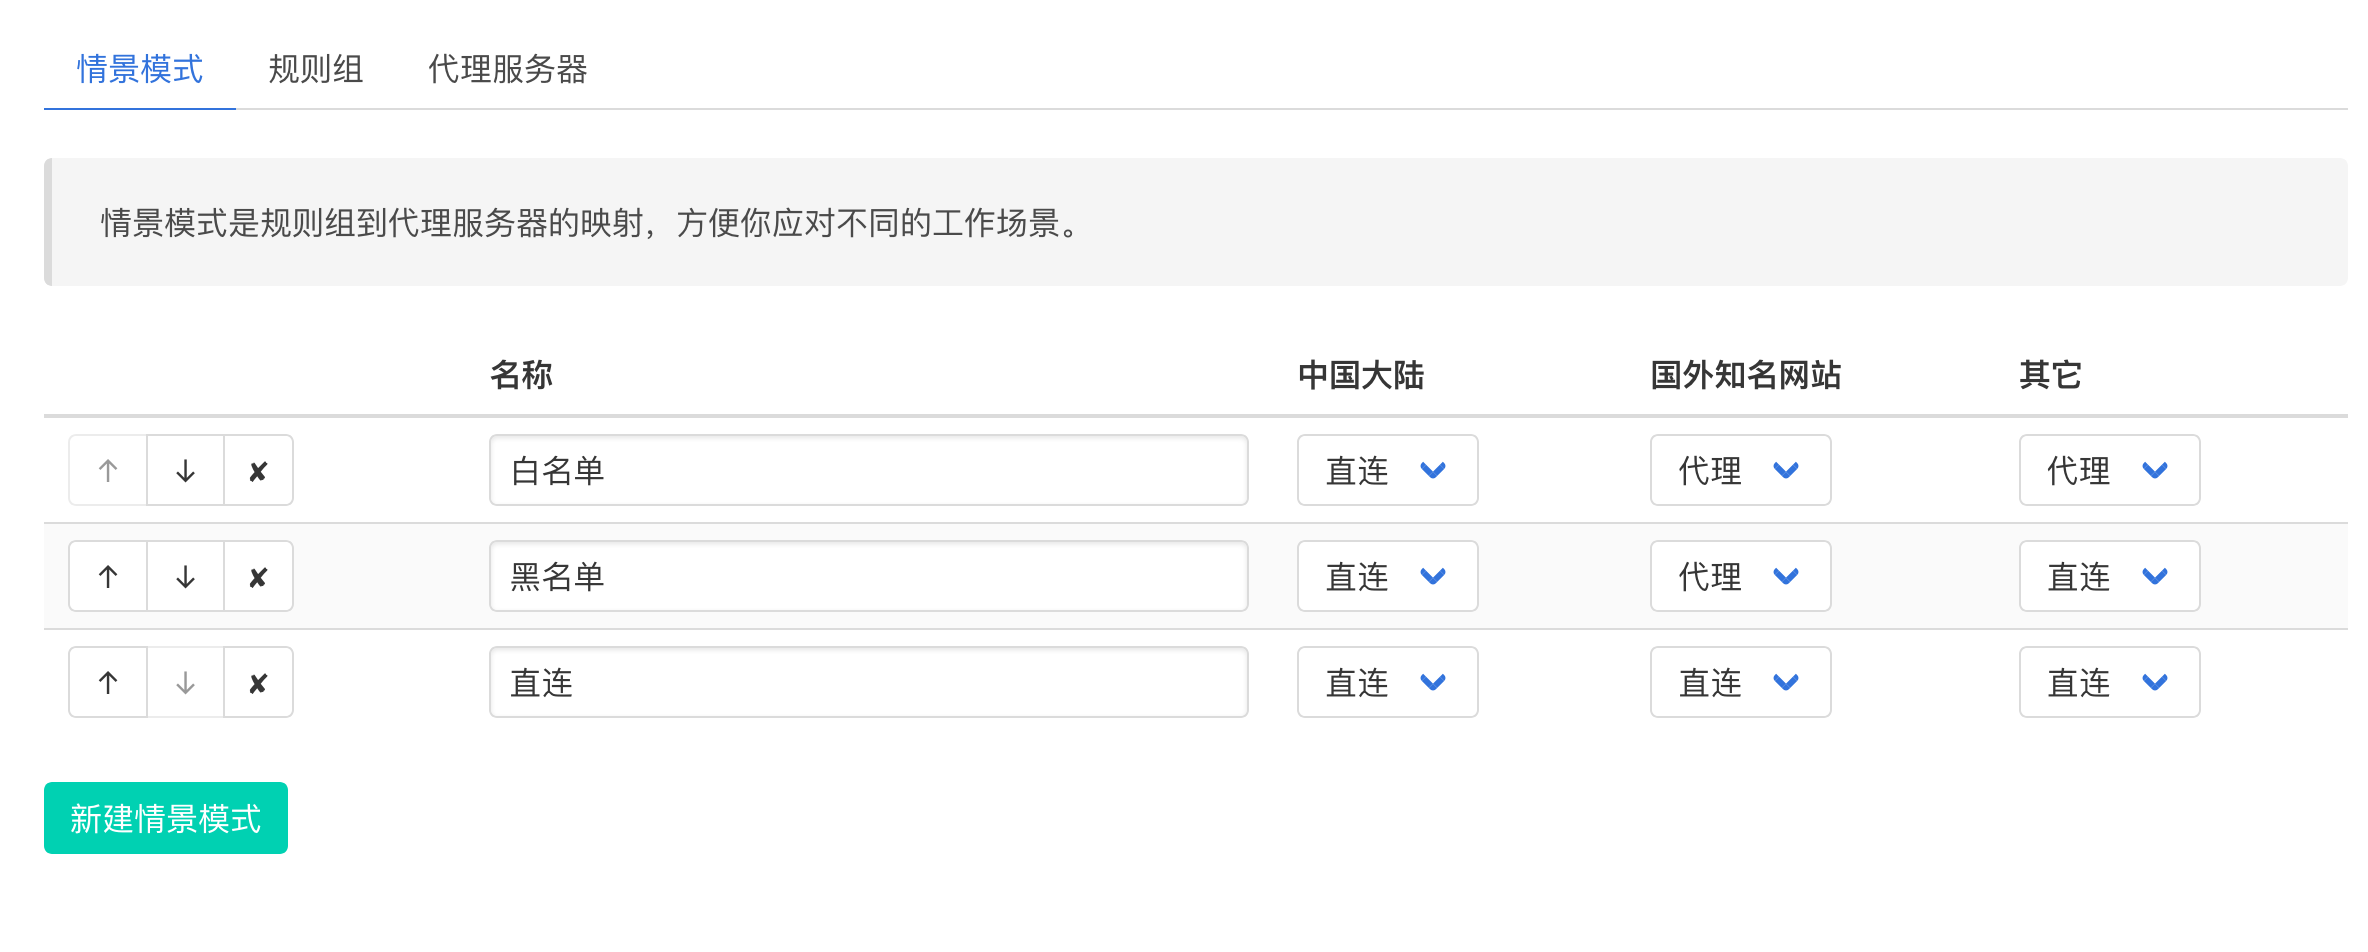 情景模式 规则组 代理服务器
情景模式是规则组到代理服务器的映射，方便你应对不同的工作场景。
名称 中国大陆 国外知名网站 其它
↑ ↓ ✘ 白名单 直连 代理 代理
↑ ↓ ✘ 黑名单 直连 代理 直连
↑ ↓ ✘ 直连 直连 直连 直连
新建情景模式